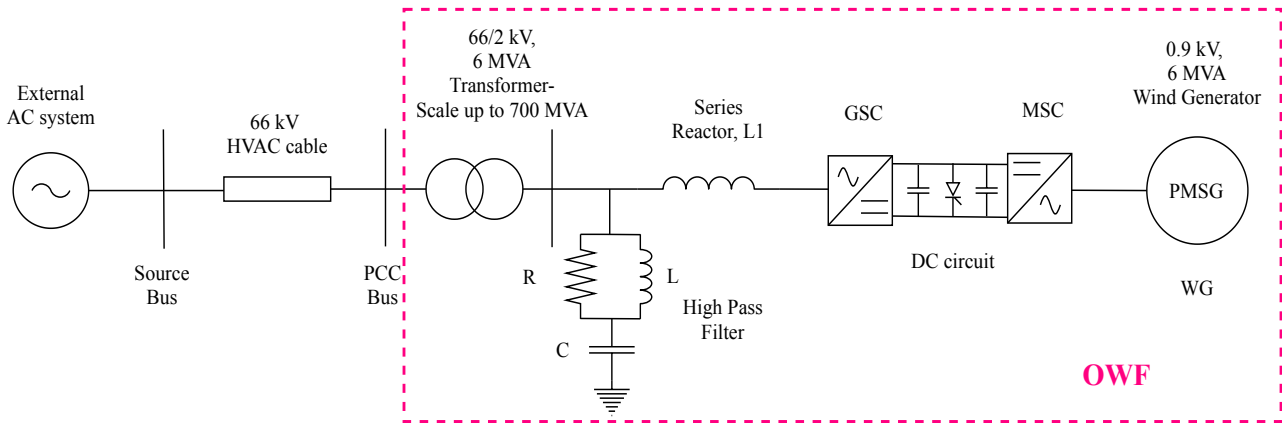 External
AC system
66 kV
HVAC cable
Source
Bus
PCC
Bus
66/2 kV,
6 MVA
Transformer-
Scale up to 700 MVA
R
L
C
High Pass
Filter
Series
Reactor, L1
GSC
MSC
DC circuit
0.9 kV,
6 MVA
Wind Generator
PMSG
WG
OWF